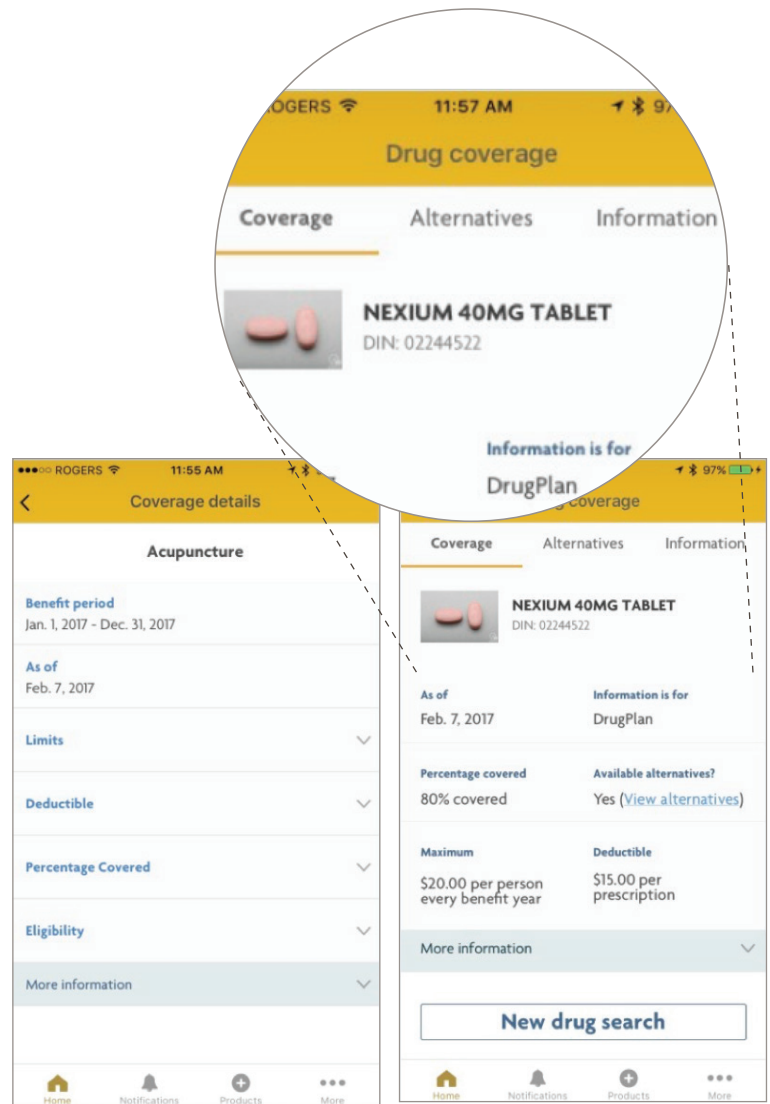 ROGERS 11:57 AM 97
Drug coverage
Coverage Alternatives Information
NEXIUM 40MG TABLET
DIN: 02244522
Information is for
DrugPlan
ROGERS 11:55 AM
Coverage details
Acupuncture
Benefit period
Jan. 1, 2017 - Dec. 31, 2017
As of
Feb. 7, 2017
Limits
Deductible
Percentage Covered
Eligibility
More information
Home Notifications Products More
97%
coverage
Coverage Alternatives Information
NEXIUM 40MG TABLET
DIN: 02244522
As of Information is for
Feb. 7, 2017 DrugPlan
Percentage covered Available alternatives?
80% covered Yes (View alternatives)
Maximum Deductible
$20.00 per person $15.00 per
every benefit year prescription
More information
New drug search
Home Notifications Products More